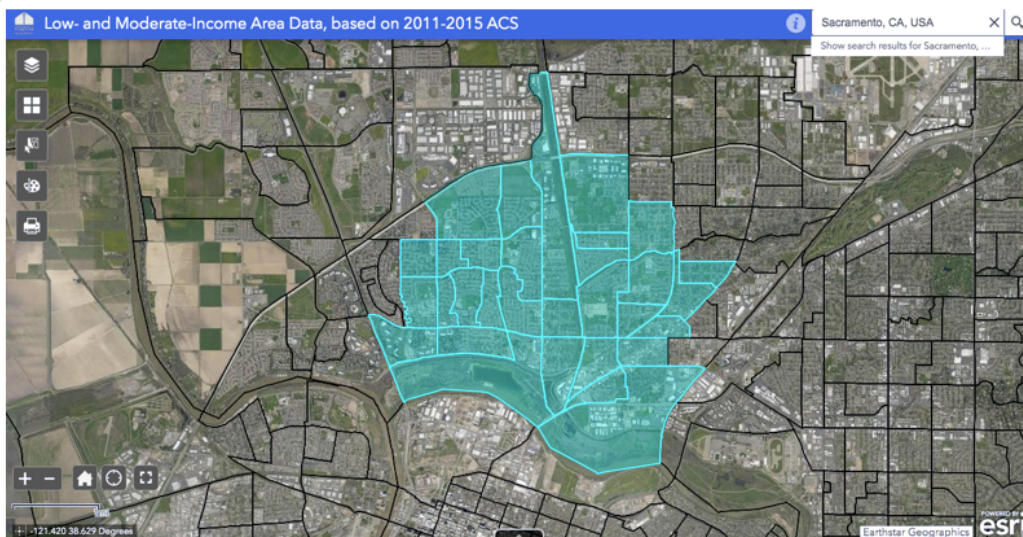 Low- and Moderate-Income Area Data, based on 2011-2015 ACS
Sacramento, CA, USA
Show search results for Sacramento, ...
-121.420 38.629 Degrees
Earthstar Geographics
POWERED BY
esri